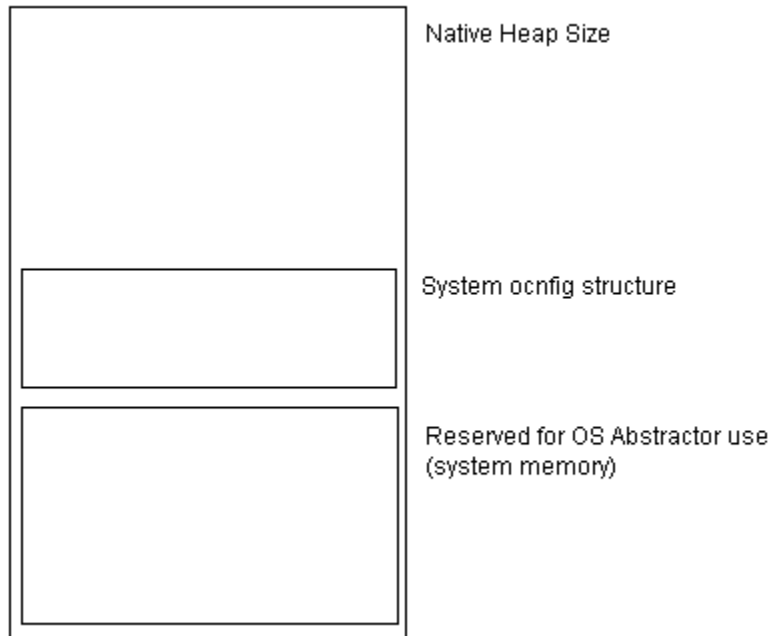 Native Heap Size
System ocnfig structure
Reserved for OS Abstractor use
(system memory)